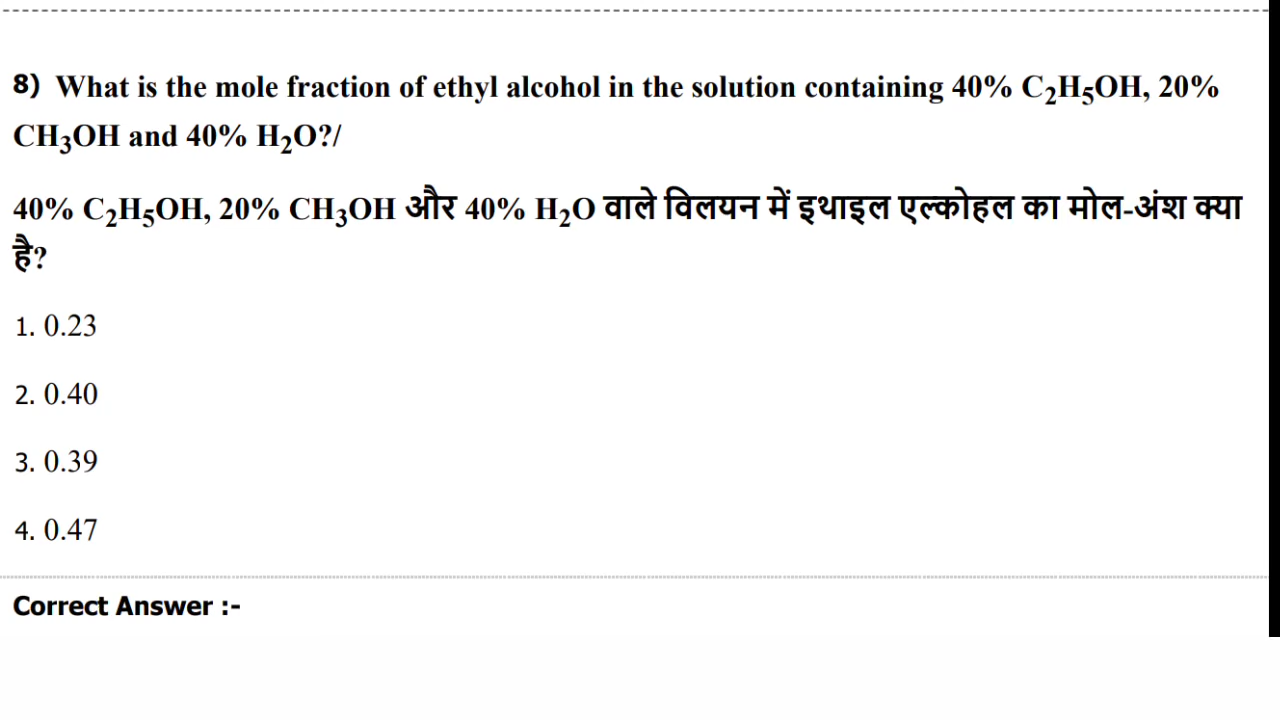 8) What is the mole fraction of ethyl alcohol in the solution containing 40% C₂H₅OH, 20%
CH₃OH and 40% H₂O?/
40% C₂H₅OH, 20% CH₃OH और 40% H₂O वाले विलयन में इथाइल एल्कोहल का मोल-अंश क्या
है?
1. 0.23
2. 0.40
3. 0.39
4. 0.47
Correct Answer :-